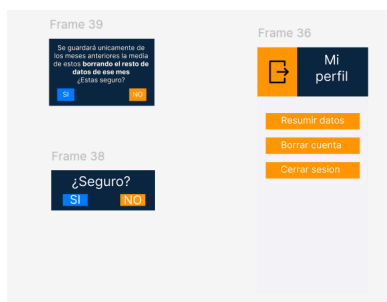 Frame 39
Se guardará unicamente de
los meses anteriores la media
de estos borrando el resto de
datos de ese mes
¿Estas seguro?
SI NO
Frame 38
¿Seguro?
SI NO
Frame 36
Mi
perfil
Resumir datos
Borrar cuenta
Cerrar sesion